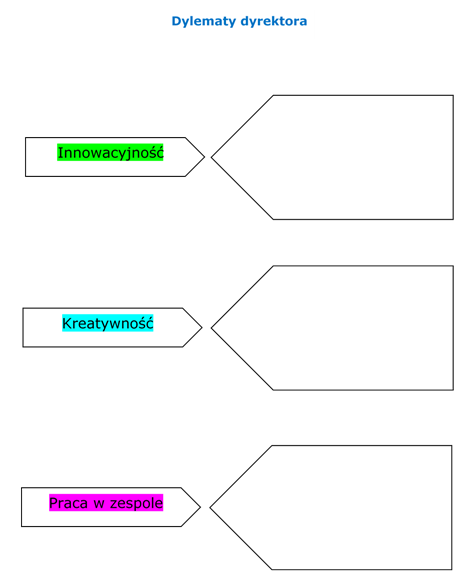 Dylematy dyrektora
Innowacyjność
Kreatywność
Praca w zespole